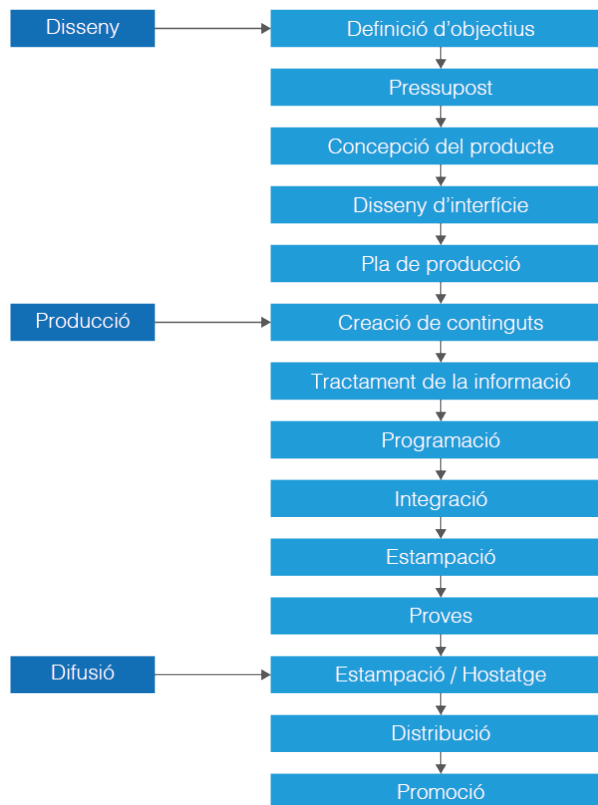 Disseny
Definició d’objectius
Pressupost
Concepció del producte
Disseny d’interfície
Pla de producció
Producció
Creació de continguts
Tractament de la informació
Programació
Integració
Estampació
Proves
Difusió
Estampació / Hostatge
Distribució
Promoció